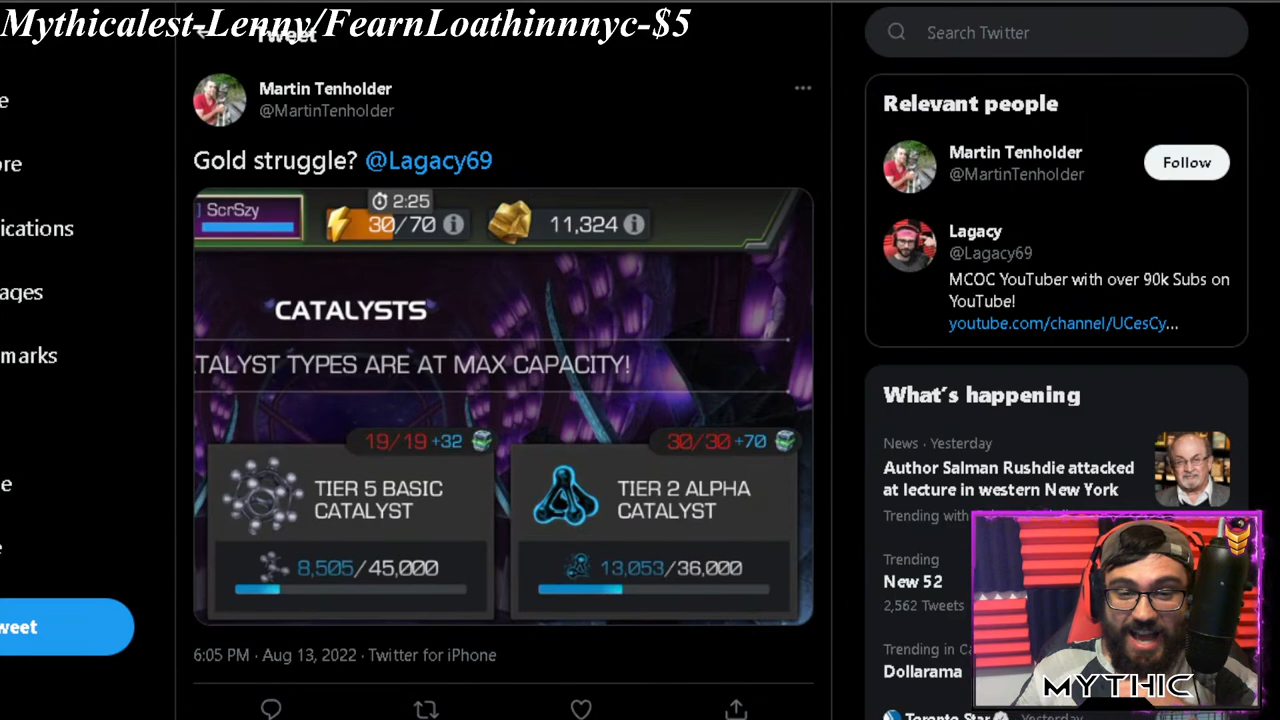 Mythicalest-Lenny/FearnLoathinnnyc-$5
Tweet
Search Twitter
Martin Tenholder
@MartinTenholder
Gold struggle? @Lagacy69
ScrSzy
2:25
30/70
11,324
CATALYSTS
TALYST TYPES ARE AT MAX CAPACITY!
19/19 +32
TIER 5 BASIC
CATALYST
8,505/45,000
30/30 +70
TIER 2 ALPHA
CATALYST
13,053/36,000
6:05 PM · Aug 13, 2022 · Twitter for iPhone
e
ore
ications
ages
marks
e
e
weet
Relevant people
Martin Tenholder
@MartinTenholder
Follow
Lagacy
@Lagacy69
MCOC YouTuber with over 90k Subs on
YouTube!
youtube.com/channel/UCesCy...
What's happening
News · Yesterday
Author Salman Rushdie attacked
at lecture in western New York
Trending with
Trending
New 52
2,562 Tweets
Trending in Ca
Dollarama
Toronto Star
Yesterday
MYTHIC